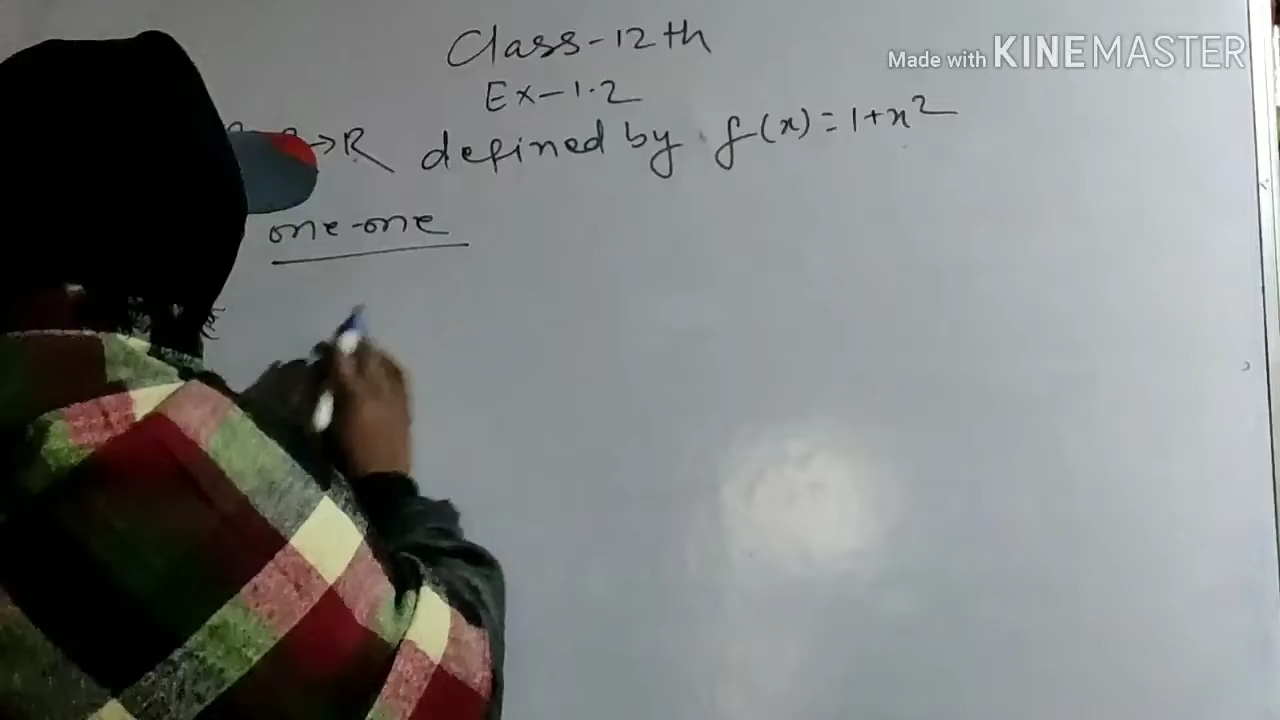 Class-12th
Made with KINEMASTER
Ex-1.2
→R defined by f(x)=1+x²
one-one